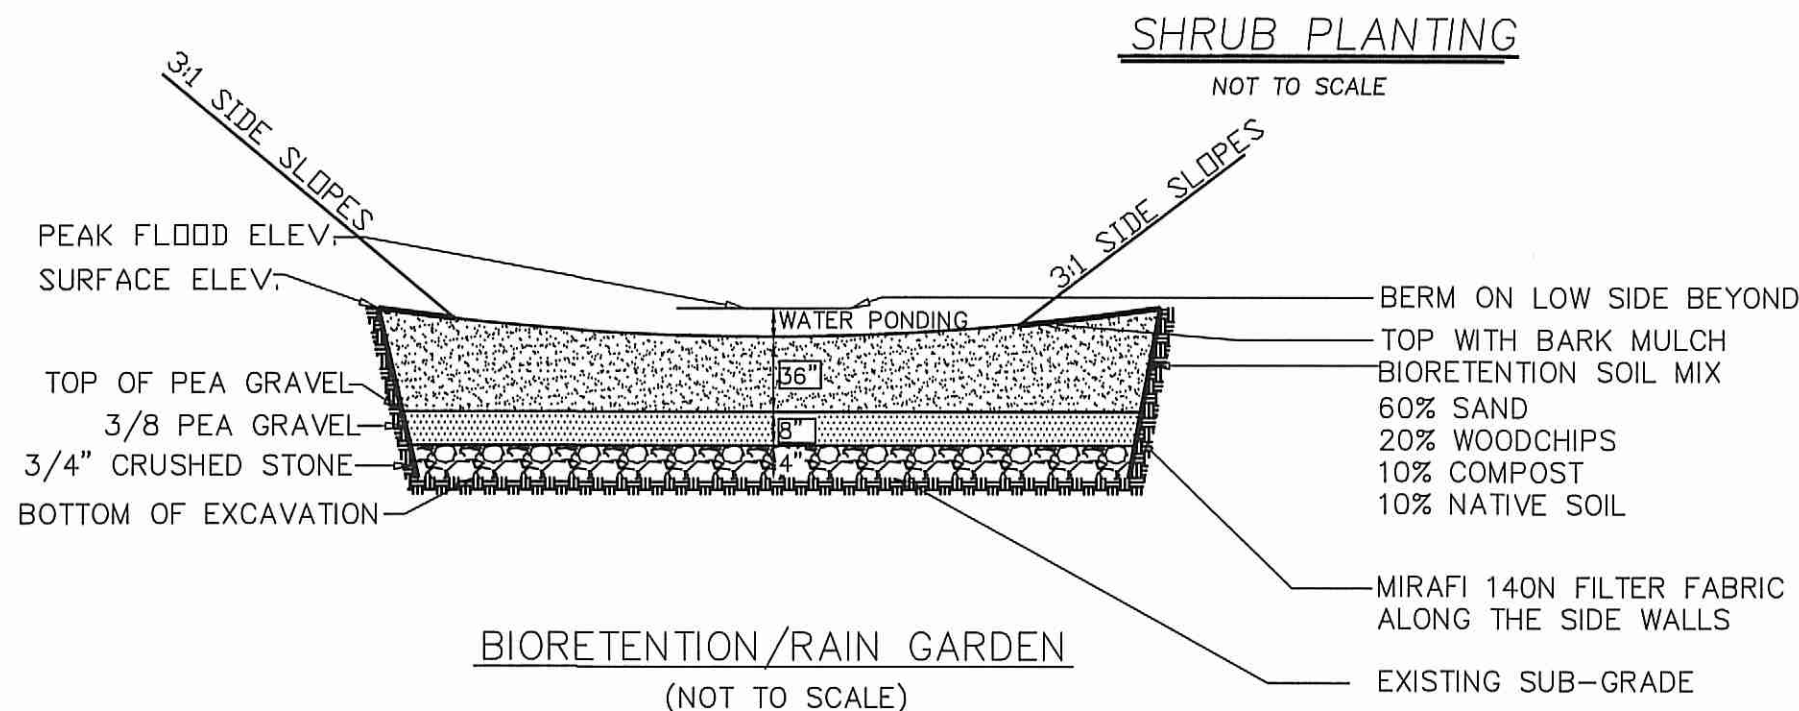 SHRUB PLANTING
NOT TO SCALE
3:1 SIDE SLOPES
3:1 SIDE SLOPES
PEAK FLOOD ELEV.
SURFACE ELEV.
TOP OF PEA GRAVEL
3/8 PEA GRAVEL
3/4" CRUSHED STONE
BOTTOM OF EXCAVATION
WATER PONDING
36"
8"
4"
BERM ON LOW SIDE BEYOND
TOP WITH BARK MULCH
BIORETENTION SOIL MIX
60% SAND
20% WOODCHIPS
10% COMPOST
10% NATIVE SOIL
MIRAFI 140N FILTER FABRIC
ALONG THE SIDE WALLS
EXISTING SUB-GRADE
BIORETENTION/RAIN GARDEN
(NOT TO SCALE)